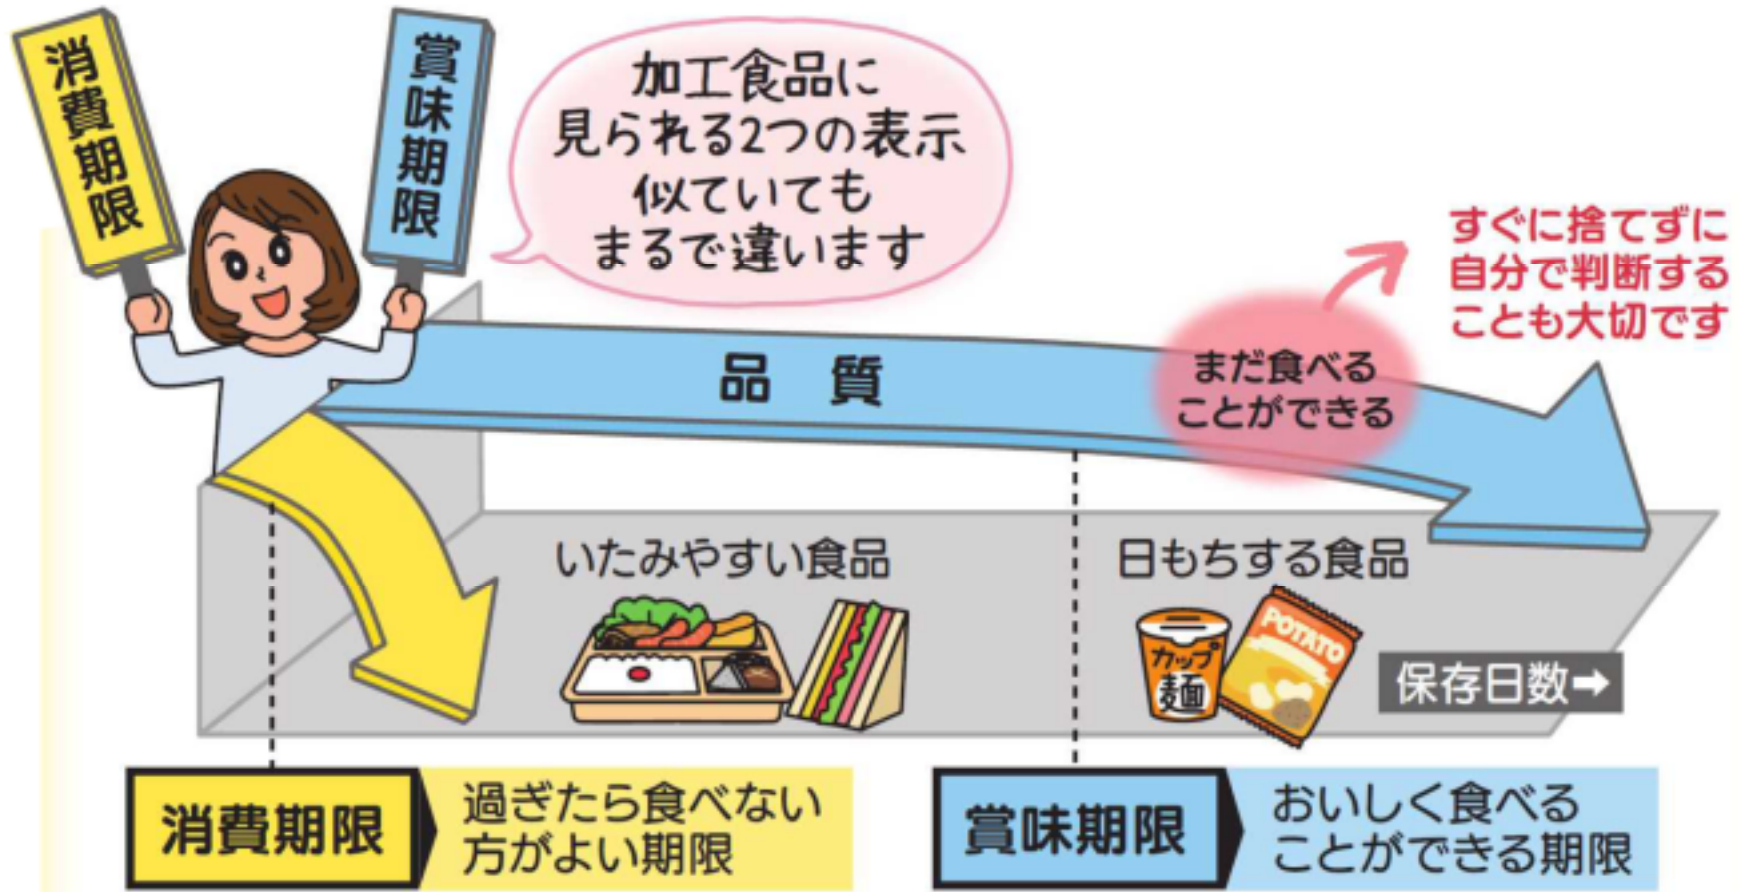 消費期限
賞味期限
加工食品に
見られる2つの表示
似ていても
まるで違います
すぐに捨てずに
自分で判断する
ことも大切です
品質
まだ食べる
ことができる
いたみやすい食品
日もちする食品
カップ
麺
POTATO
保存日数➡
消費期限
過ぎたら食べない
方がよい期限
賞味期限
おいしく食べる
ことができる期限